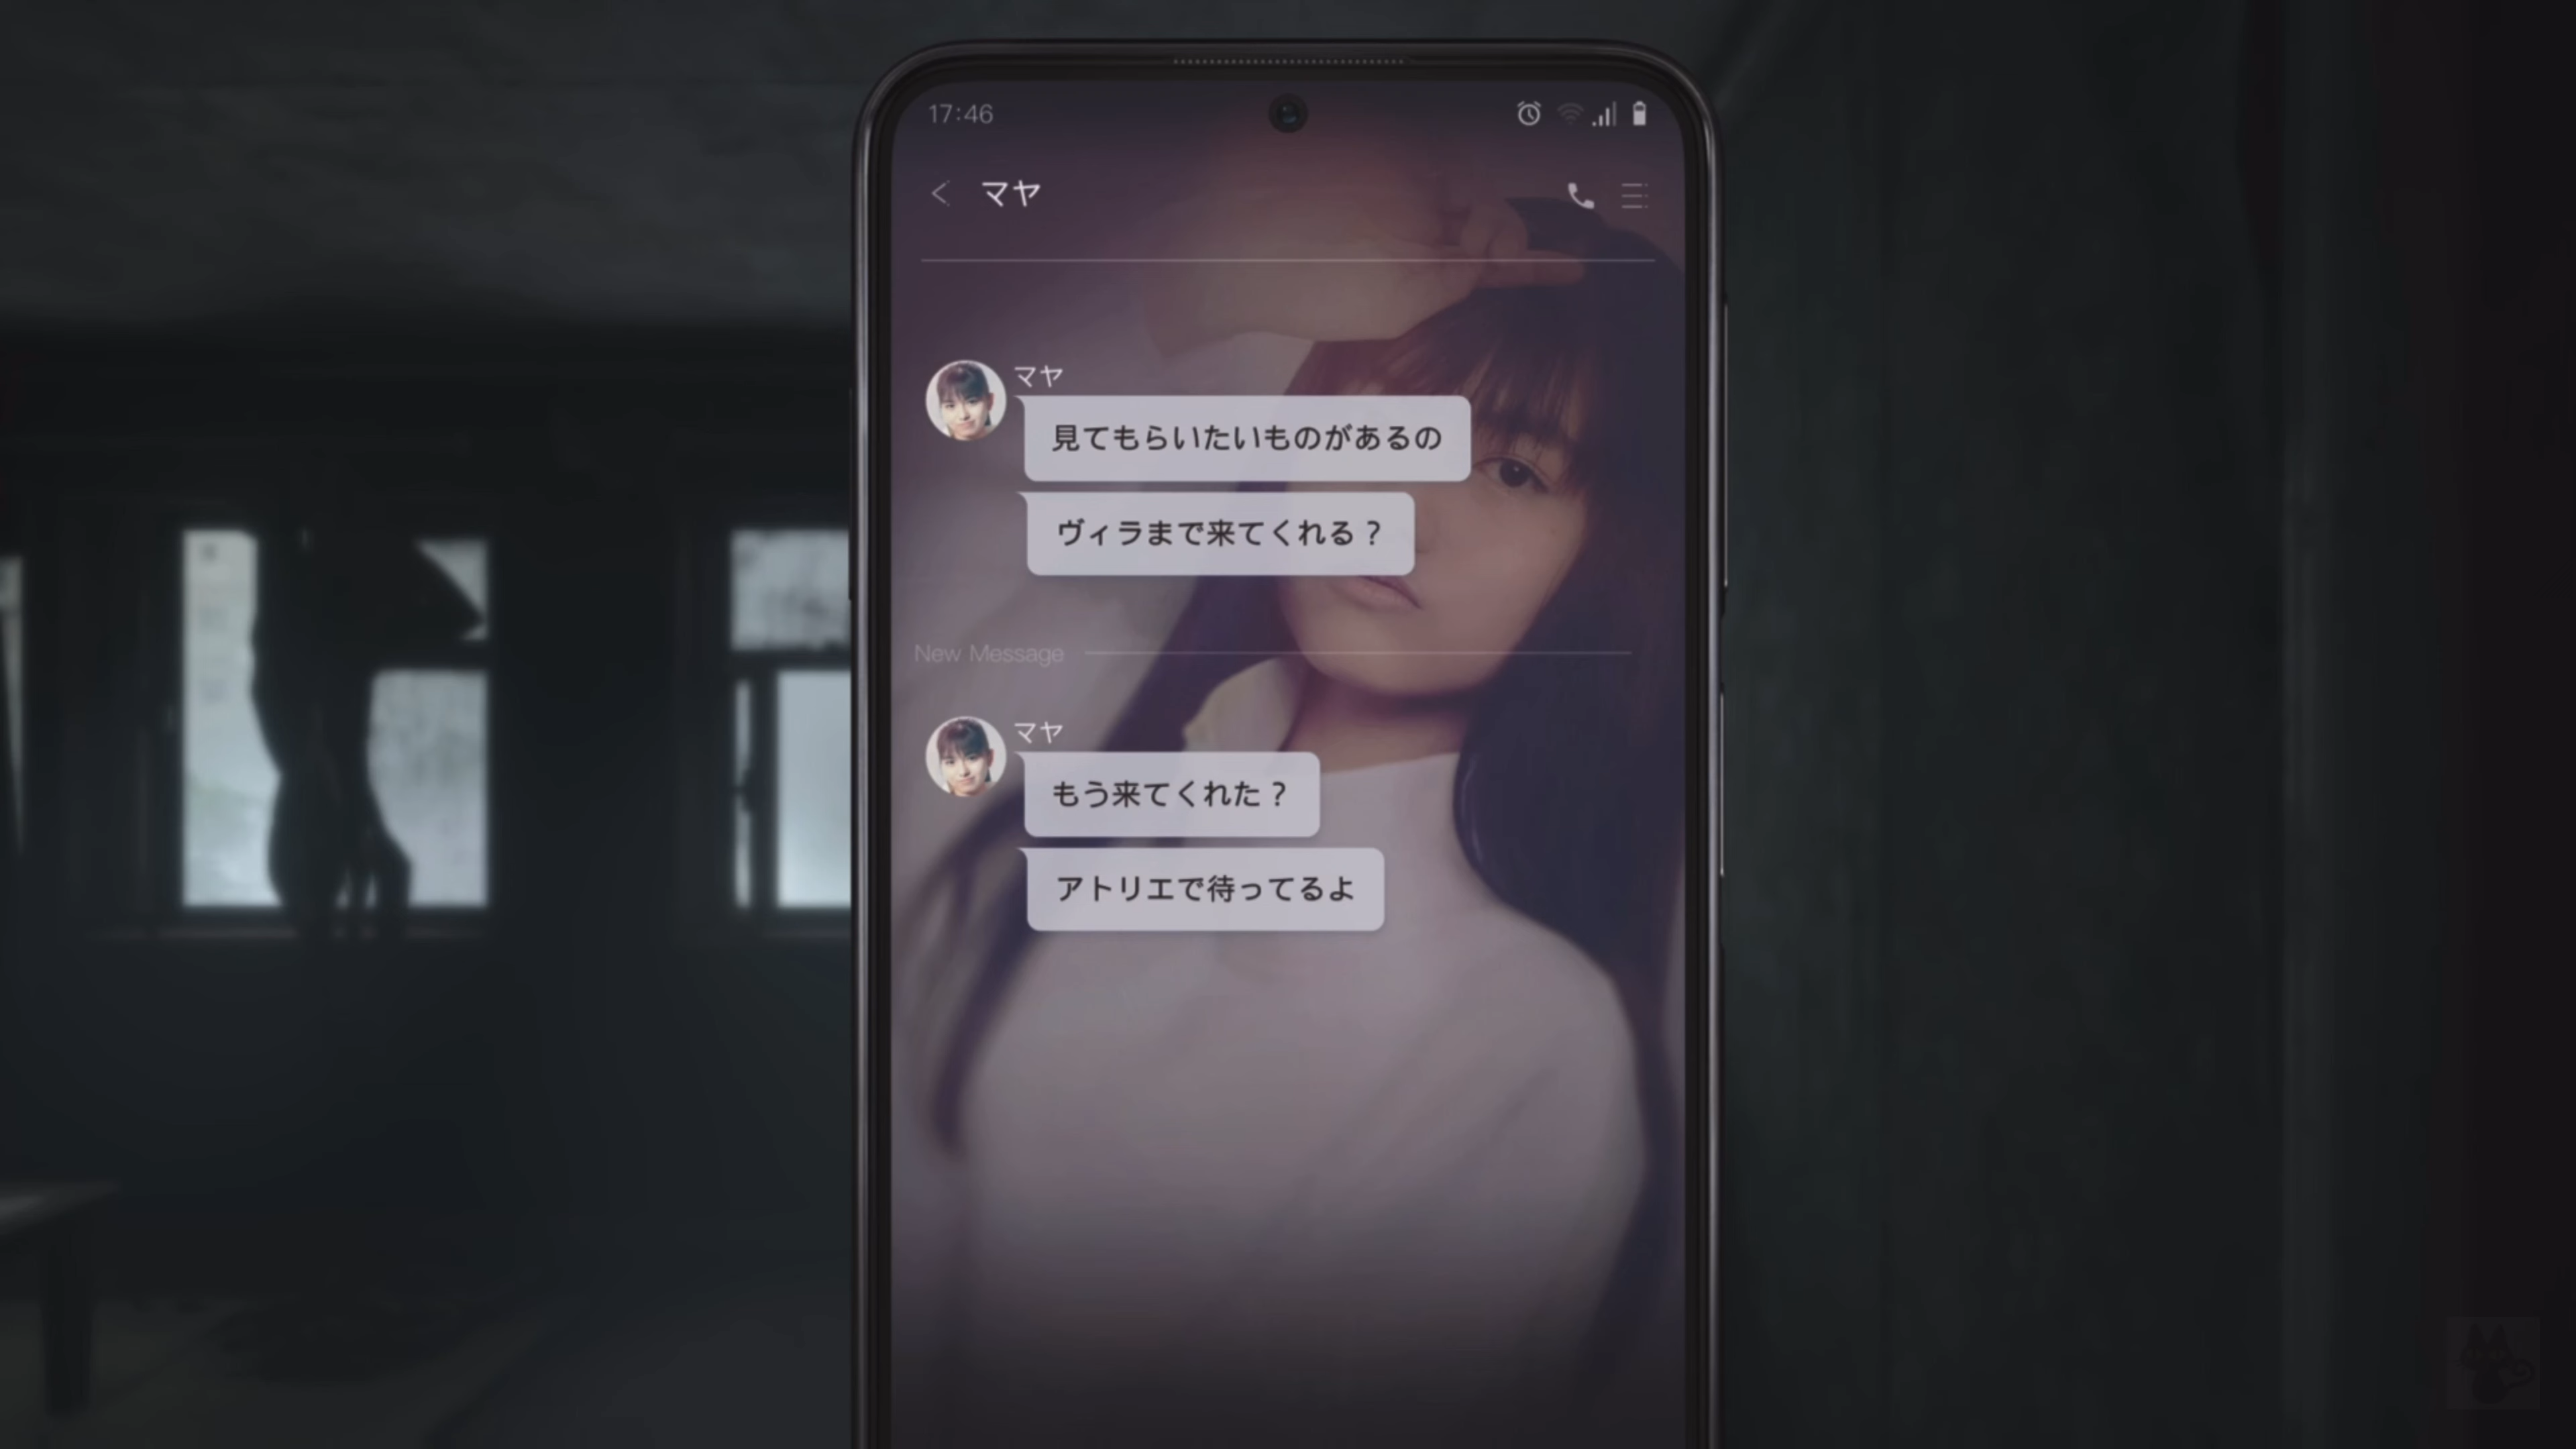 17:46
マヤ
マヤ
見てもらいたいものがあるの
ヴィラまで来てくれる？
New Message
マヤ
もう来てくれた？
アトリエで待ってるよ